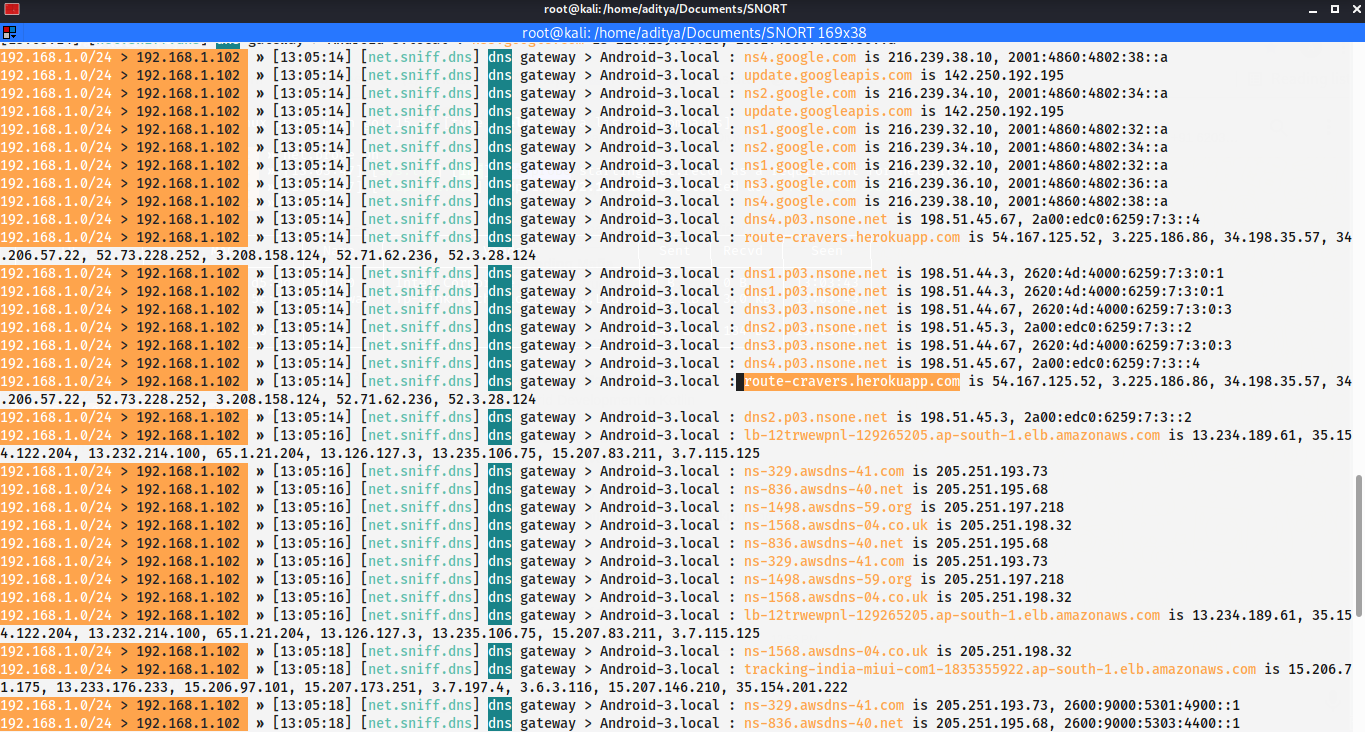 root@kali: /home/aditya/Documents/SNORT
root@kali: /home/aditya/Documents/SNORT 169x38
192.168.1.0/24 > 192.168.1.102 » [13:05:14] [net.sniff.dns] dns gateway > Android-3.local : ns4.google.com is 216.239.38.10, 2001:4860:4802:38::a
192.168.1.0/24 > 192.168.1.102 » [13:05:14] [net.sniff.dns] dns gateway > Android-3.local : update.googleapis.com is 142.250.192.195
192.168.1.0/24 > 192.168.1.102 » [13:05:14] [net.sniff.dns] dns gateway > Android-3.local : ns2.google.com is 216.239.34.10, 2001:4860:4802:34::a
192.168.1.0/24 > 192.168.1.102 » [13:05:14] [net.sniff.dns] dns gateway > Android-3.local : update.googleapis.com is 142.250.192.195
192.168.1.0/24 > 192.168.1.102 » [13:05:14] [net.sniff.dns] dns gateway > Android-3.local : ns1.google.com is 216.239.32.10, 2001:4860:4802:32::a
192.168.1.0/24 > 192.168.1.102 » [13:05:14] [net.sniff.dns] dns gateway > Android-3.local : ns2.google.com is 216.239.34.10, 2001:4860:4802:34::a
192.168.1.0/24 > 192.168.1.102 » [13:05:14] [net.sniff.dns] dns gateway > Android-3.local : ns1.google.com is 216.239.32.10, 2001:4860:4802:32::a
192.168.1.0/24 > 192.168.1.102 » [13:05:14] [net.sniff.dns] dns gateway > Android-3.local : ns3.google.com is 216.239.36.10, 2001:4860:4802:36::a
192.168.1.0/24 > 192.168.1.102 » [13:05:14] [net.sniff.dns] dns gateway > Android-3.local : ns4.google.com is 216.239.38.10, 2001:4860:4802:38::a
192.168.1.0/24 > 192.168.1.102 » [13:05:14] [net.sniff.dns] dns gateway > Android-3.local : dns4.p03.nsone.net is 198.51.45.67, 2a00:edc0:6259:7:3::4
192.168.1.0/24 > 192.168.1.102 » [13:05:14] [net.sniff.dns] dns gateway > Android-3.local : route-cravers.herokuapp.com is 54.167.125.52, 3.225.186.86, 34.198.35.57, 34
.206.57.22, 52.73.228.252, 3.208.158.124, 52.71.62.236, 52.3.28.124
192.168.1.0/24 > 192.168.1.102 » [13:05:14] [net.sniff.dns] dns gateway > Android-3.local : dns1.p03.nsone.net is 198.51.44.3, 2620:4d:4000:6259:7:3:0:1
192.168.1.0/24 > 192.168.1.102 » [13:05:14] [net.sniff.dns] dns gateway > Android-3.local : dns1.p03.nsone.net is 198.51.44.3, 2620:4d:4000:6259:7:3:0:1
192.168.1.0/24 > 192.168.1.102 » [13:05:14] [net.sniff.dns] dns gateway > Android-3.local : dns3.p03.nsone.net is 198.51.44.67, 2620:4d:4000:6259:7:3:0:3
192.168.1.0/24 > 192.168.1.102 » [13:05:14] [net.sniff.dns] dns gateway > Android-3.local : dns2.p03.nsone.net is 198.51.45.3, 2a00:edc0:6259:7:3::2
192.168.1.0/24 > 192.168.1.102 » [13:05:14] [net.sniff.dns] dns gateway > Android-3.local : dns3.p03.nsone.net is 198.51.44.67, 2620:4d:4000:6259:7:3:0:3
192.168.1.0/24 > 192.168.1.102 » [13:05:14] [net.sniff.dns] dns gateway > Android-3.local : dns4.p03.nsone.net is 198.51.45.67, 2a00:edc0:6259:7:3::4
192.168.1.0/24 > 192.168.1.102 » [13:05:14] [net.sniff.dns] dns gateway > Android-3.local : route-cravers.herokuapp.com is 54.167.125.52, 3.225.186.86, 34.198.35.57, 34
.206.57.22, 52.73.228.252, 3.208.158.124, 52.71.62.236, 52.3.28.124
192.168.1.0/24 > 192.168.1.102 » [13:05:14] [net.sniff.dns] dns gateway > Android-3.local : dns2.p03.nsone.net is 198.51.45.3, 2a00:edc0:6259:7:3::2
192.168.1.0/24 > 192.168.1.102 » [13:05:16] [net.sniff.dns] dns gateway > Android-3.local : lb-12trwewpnl-129265205.ap-south-1.elb.amazonaws.com is 13.234.189.61, 35.15
4.122.204, 13.232.214.100, 65.1.21.204, 13.126.127.3, 13.235.106.75, 15.207.83.211, 3.7.115.125
192.168.1.0/24 > 192.168.1.102 » [13:05:16] [net.sniff.dns] dns gateway > Android-3.local : ns-329.awsdns-41.com is 205.251.193.73
192.168.1.0/24 > 192.168.1.102 » [13:05:16] [net.sniff.dns] dns gateway > Android-3.local : ns-836.awsdns-40.net is 205.251.195.68
192.168.1.0/24 > 192.168.1.102 » [13:05:16] [net.sniff.dns] dns gateway > Android-3.local : ns-1498.awsdns-59.org is 205.251.197.218
192.168.1.0/24 > 192.168.1.102 » [13:05:16] [net.sniff.dns] dns gateway > Android-3.local : ns-1568.awsdns-04.co.uk is 205.251.198.32
192.168.1.0/24 > 192.168.1.102 » [13:05:16] [net.sniff.dns] dns gateway > Android-3.local : ns-836.awsdns-40.net is 205.251.195.68
192.168.1.0/24 > 192.168.1.102 » [13:05:16] [net.sniff.dns] dns gateway > Android-3.local : ns-329.awsdns-41.com is 205.251.193.73
192.168.1.0/24 > 192.168.1.102 » [13:05:16] [net.sniff.dns] dns gateway > Android-3.local : ns-1498.awsdns-59.org is 205.251.197.218
192.168.1.0/24 > 192.168.1.102 » [13:05:16] [net.sniff.dns] dns gateway > Android-3.local : ns-1568.awsdns-04.co.uk is 205.251.198.32
192.168.1.0/24 > 192.168.1.102 » [13:05:16] [net.sniff.dns] dns gateway > Android-3.local : lb-12trwewpnl-129265205.ap-south-1.elb.amazonaws.com is 13.234.189.61, 35.15
4.122.204, 13.232.214.100, 65.1.21.204, 13.126.127.3, 13.235.106.75, 15.207.83.211, 3.7.115.125
192.168.1.0/24 > 192.168.1.102 » [13:05:18] [net.sniff.dns] dns gateway > Android-3.local : ns-1568.awsdns-04.co.uk is 205.251.198.32
192.168.1.0/24 > 192.168.1.102 » [13:05:18] [net.sniff.dns] dns gateway > Android-3.local : tracking-india-miui-com1-1835355922.ap-south-1.elb.amazonaws.com is 15.206.7
1.175, 13.233.176.233, 15.206.97.101, 15.207.173.251, 3.7.197.4, 3.6.3.116, 15.207.146.210, 35.154.201.222
192.168.1.0/24 > 192.168.1.102 » [13:05:18] [net.sniff.dns] dns gateway > Android-3.local : ns-329.awsdns-41.com is 205.251.193.73, 2600:9000:5301:4900::1
192.168.1.0/24 > 192.168.1.102 » [13:05:18] [net.sniff.dns] dns gateway > Android-3.local : ns-836.awsdns-40.net is 205.251.195.68, 2600:9000:5303:4400::1